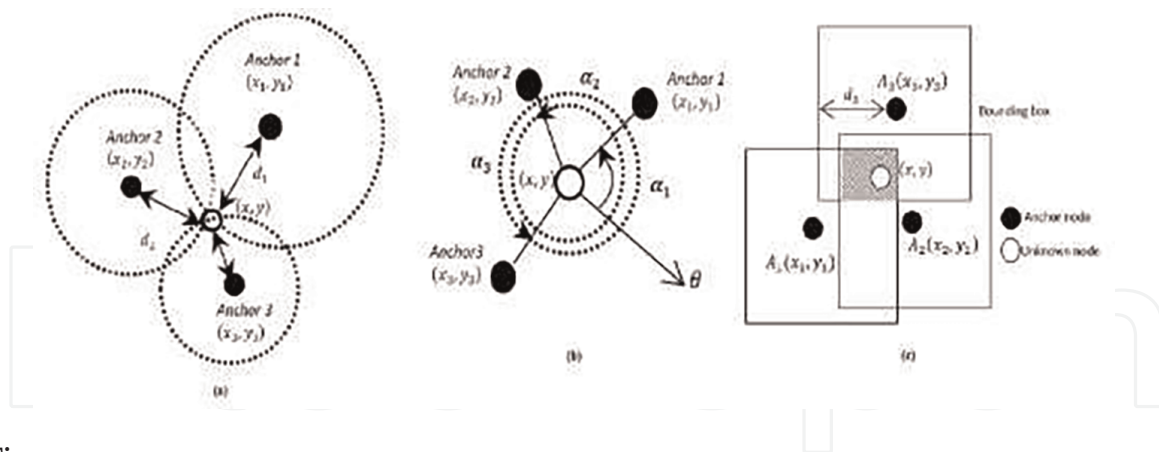 Anchor 1
(x₁, y₁)
Anchor 2
(x₂, y₂)
d₁
(x, y)
d₂
Anchor 3
(x₃, y₃)
(a)
Anchor 2
(x₂, y₂)
α₂
Anchor 1
(x₁, y₁)
α₃
(x, y)
α₁
Anchor3
(x₃, y₃)
θ
(b)
A₃(x₃, y₃)
d₃
Bounding box
(x, y)
A₁(x₁, y₁)
A₂(x₂, y₂)
Anchor node
Unknown node
(c)